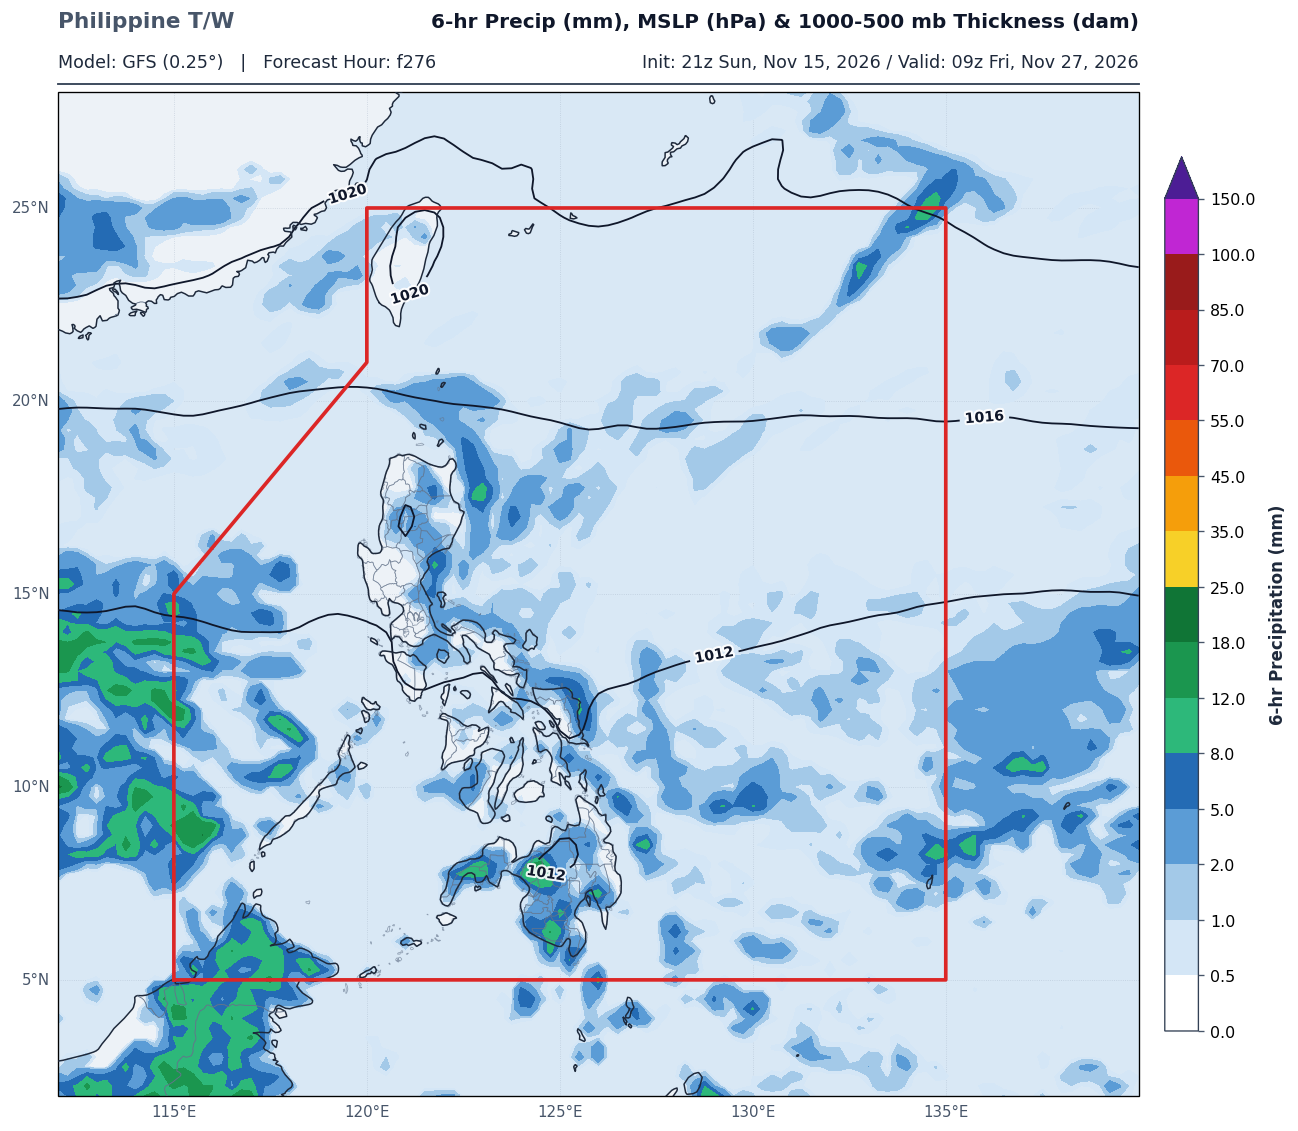 Philippine T/W
6-hr Precip (mm), MSLP (hPa) & 1000-500 mb Thickness (dam)
Model: GFS (0.25°) | Forecast Hour: f276
Init: 21z Sun, Nov 15, 2026 / Valid: 09z Fri, Nov 27, 2026
1020
25°N
1020
20°N
1016
15°N
1012
10°N
1012
5°N
115°E
120°E
125°E
130°E
135°E
150.0
100.0
85.0
70.0
55.0
45.0
35.0
25.0
18.0
12.0
8.0
5.0
2.0
1.0
0.5
0.0
6-hr Precipitation (mm)